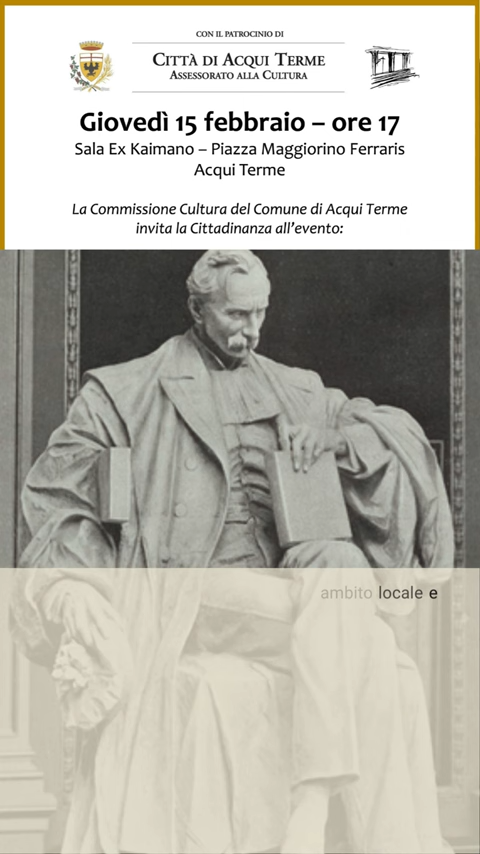 CON IL PATROCINIO DI
CITTÀ DI ACQUI TERME
ASSESSORATO ALLA CULTURA
Giovedì 15 febbraio – ore 17
Sala Ex Kaimano – Piazza Maggiorino Ferraris
Acqui Terme
La Commissione Cultura del Comune di Acqui Terme
invita la Cittadinanza all'evento:
ambito locale e